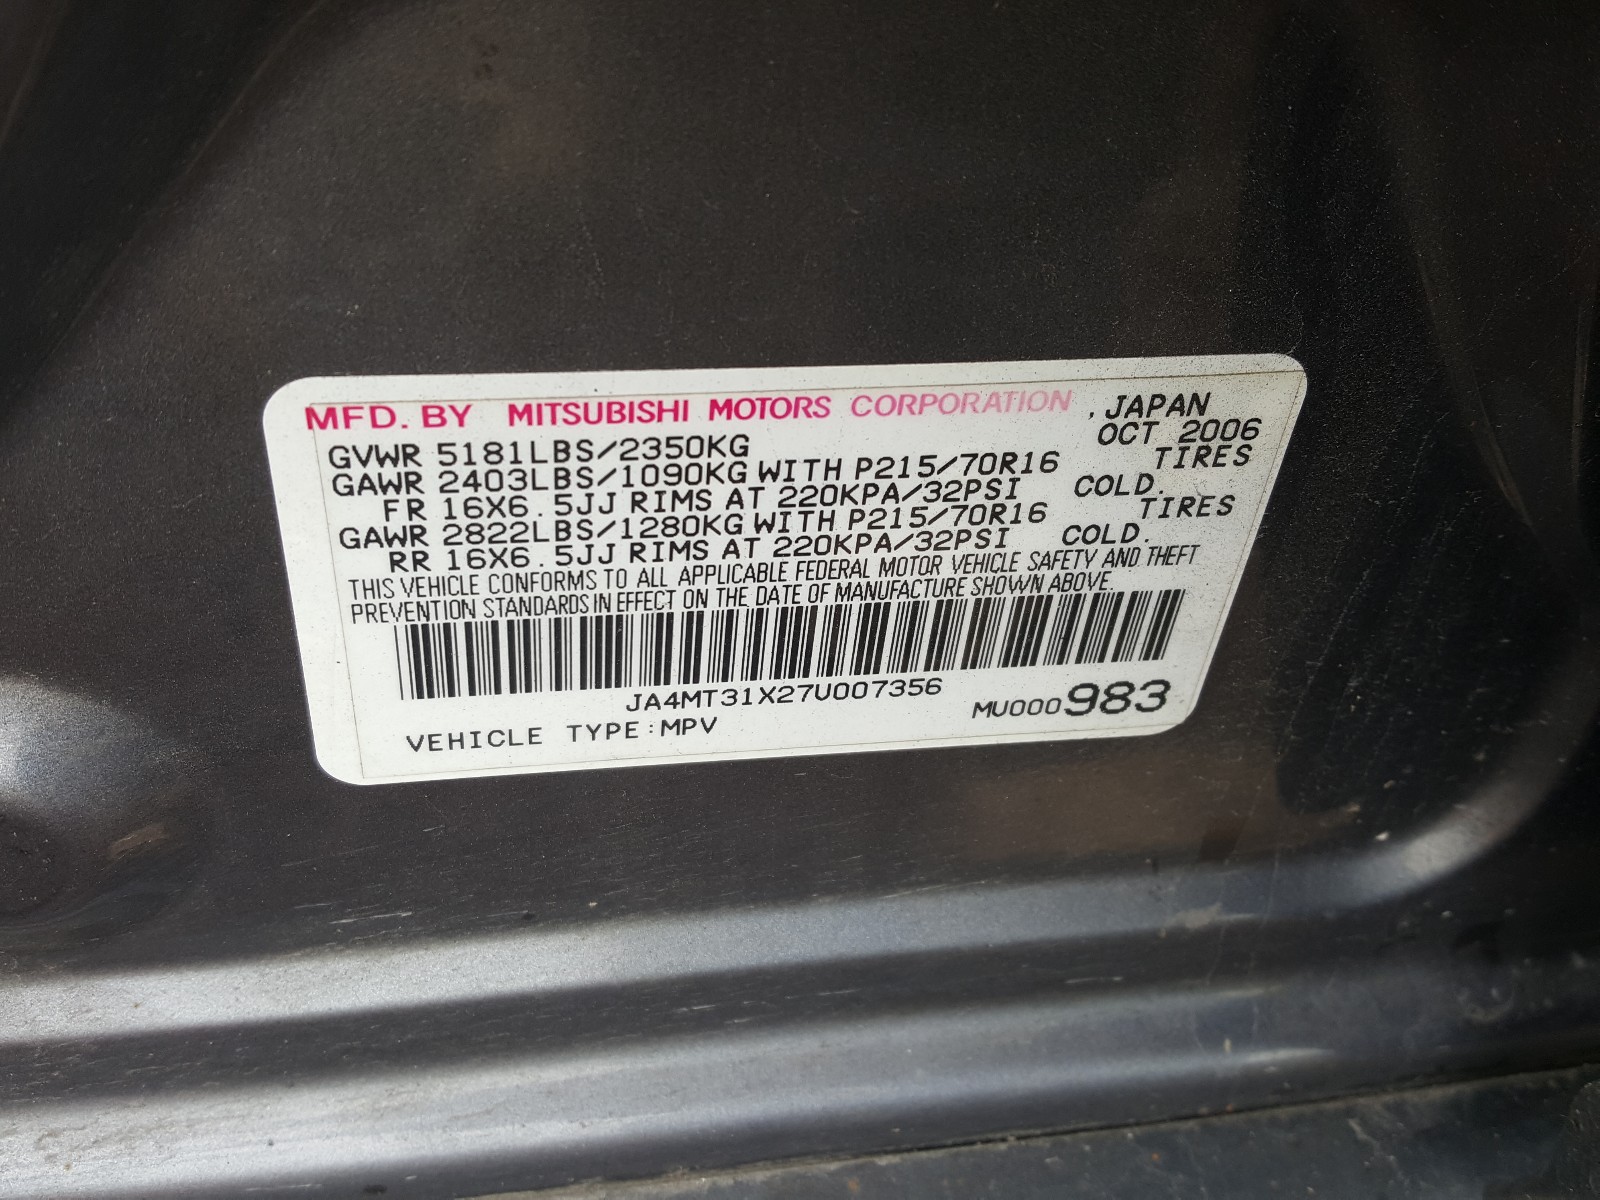 MFD. BY MITSUBISHI MOTORS CORPORATION , JAPAN
OCT 2006
GVWR 5181LBS/2350KG
GAWR 2403LBS/1090KG WITH P215/70R16 TIRES
FR 16X6.5JJ RIMS AT 220KPA/32PSI COLD.
GAWR 2822LBS/1280KG WITH P215/70R16 TIRES
RR 16X6.5JJ RIMS AT 220KPA/32PSI COLD.
THIS VEHICLE CONFORMS TO ALL APPLICABLE FEDERAL MOTOR VEHICLE SAFETY AND THEFT
PREVENTION STANDARDS IN EFFECT ON THE DATE OF MANUFACTURE SHOWN ABOVE.
JA4MT31X27U007356
MU000983
VEHICLE TYPE:MPV